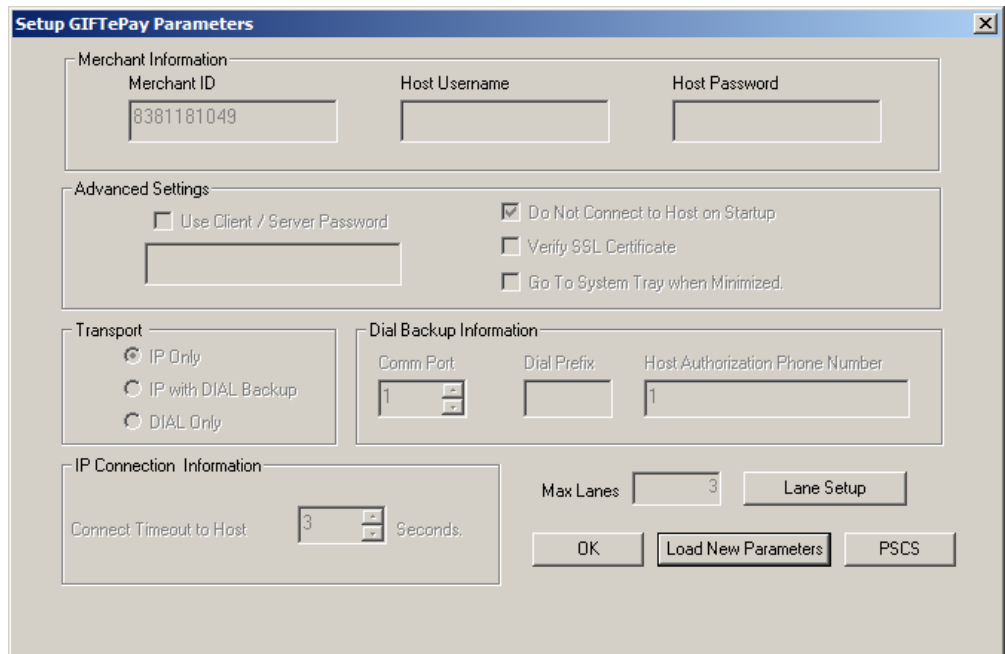 Setup GIFTePay Parameters
Merchant Information
Merchant ID Host Username Host Password
8381181049
Advanced Settings
Use Client / Server Password
Do Not Connect to Host on Startup
Verify SSL Certificate
Go To System Tray when Minimized.
Transport
IP Only
IP with DIAL Backup
DIAL Only
Dial Backup Information
Comm Port Dial Prefix Host Authorization Phone Number
1 1
IP Connection Information
Connect Timeout to Host 3 Seconds.
Max Lanes 3 Lane Setup
OK Load New Parameters PSCS